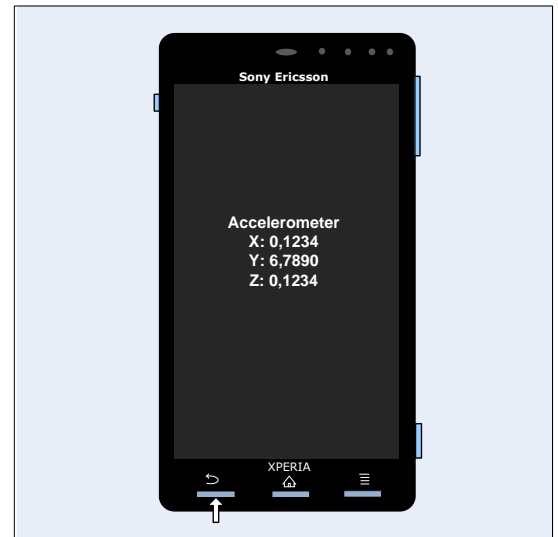 Sony Ericsson
Accelerometer
X: 0,1234
Y: 6,7890
Z: 0,1234
XPERIA